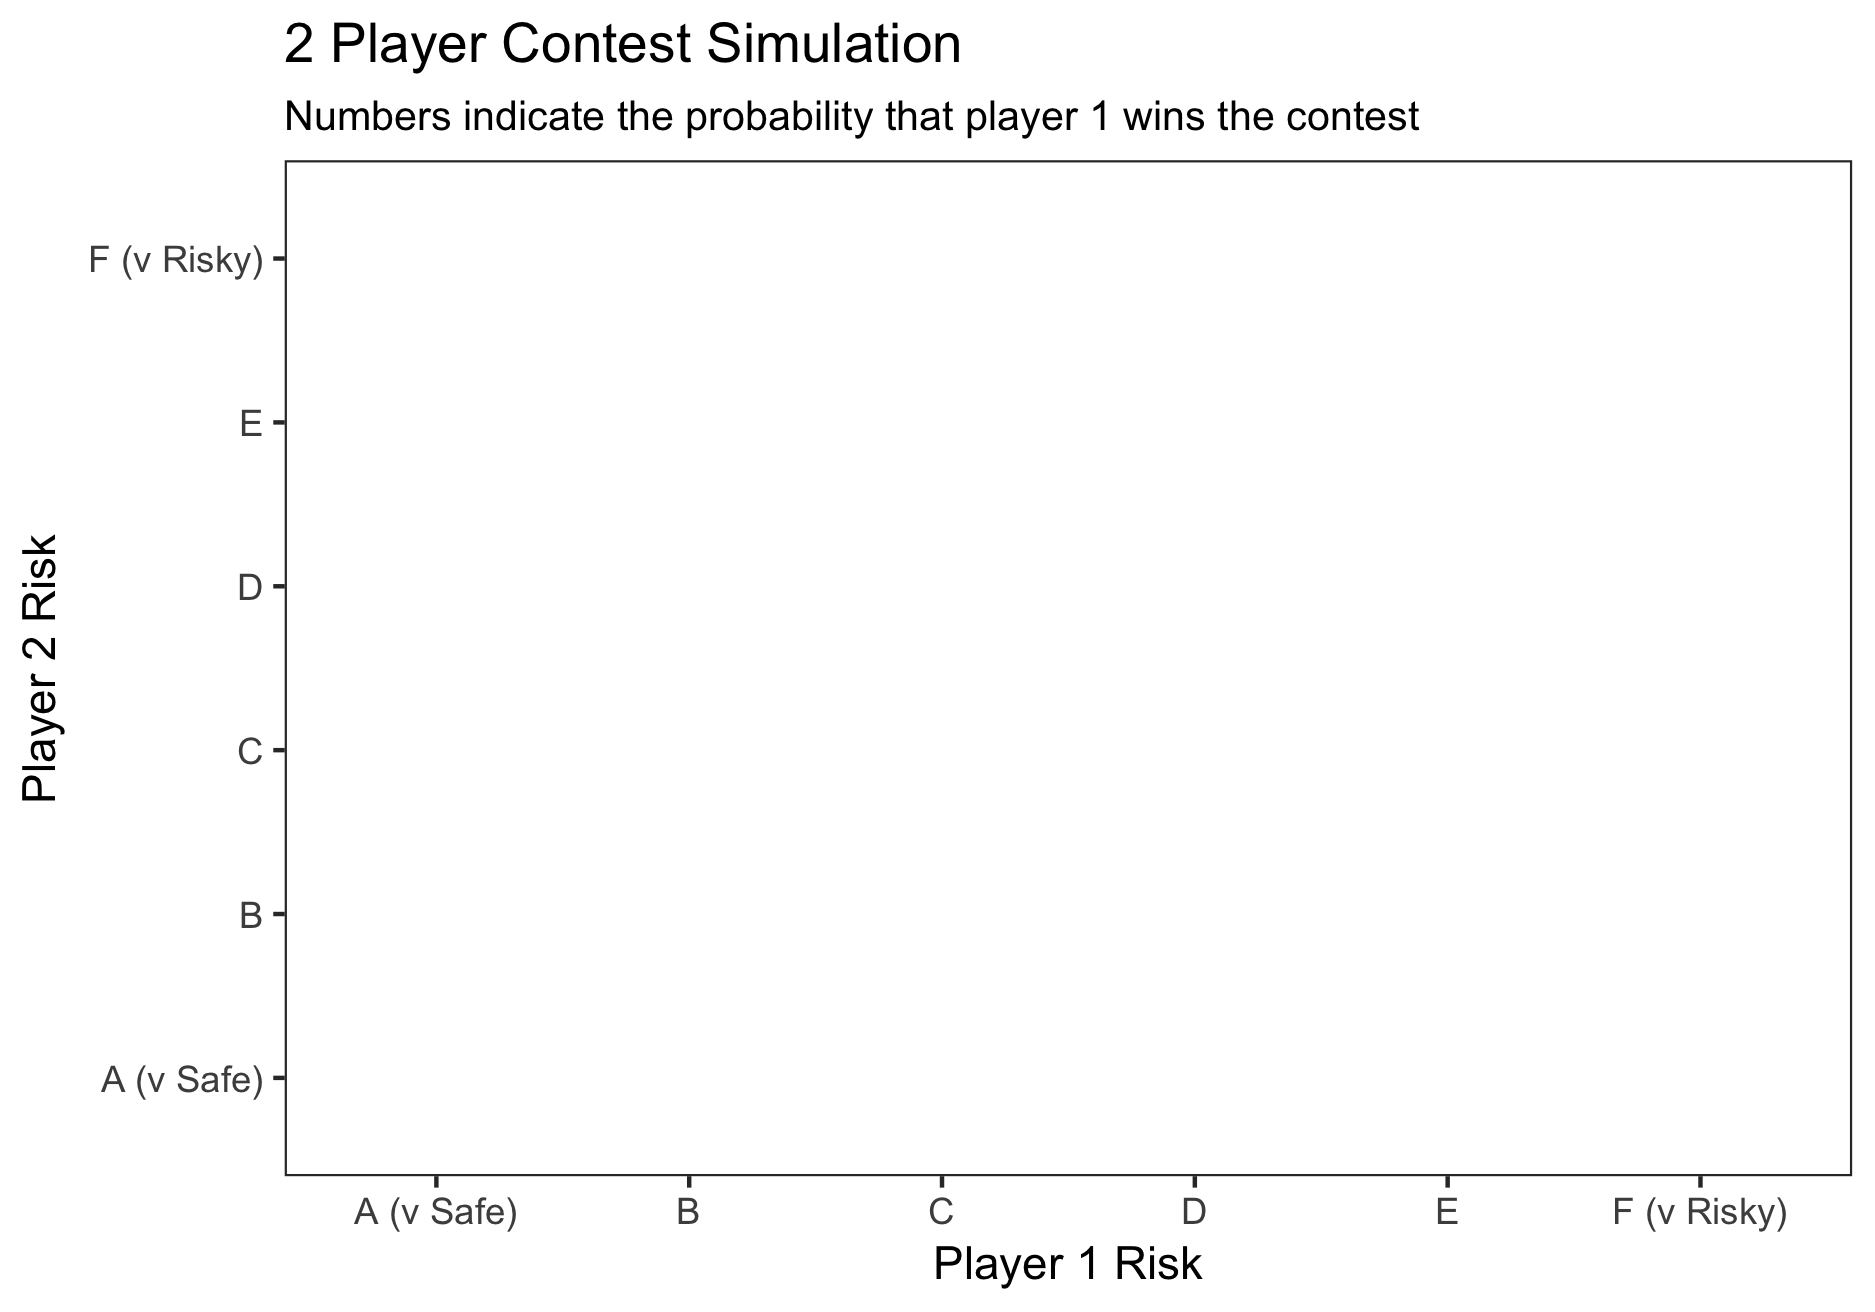 2 Player Contest Simulation
Numbers indicate the probability that player 1 wins the contest
Player 2 Risk
F (v Risky)
E
D
C
B
A (v Safe)
A (v Safe) B C D E F (v Risky)
Player 1 Risk